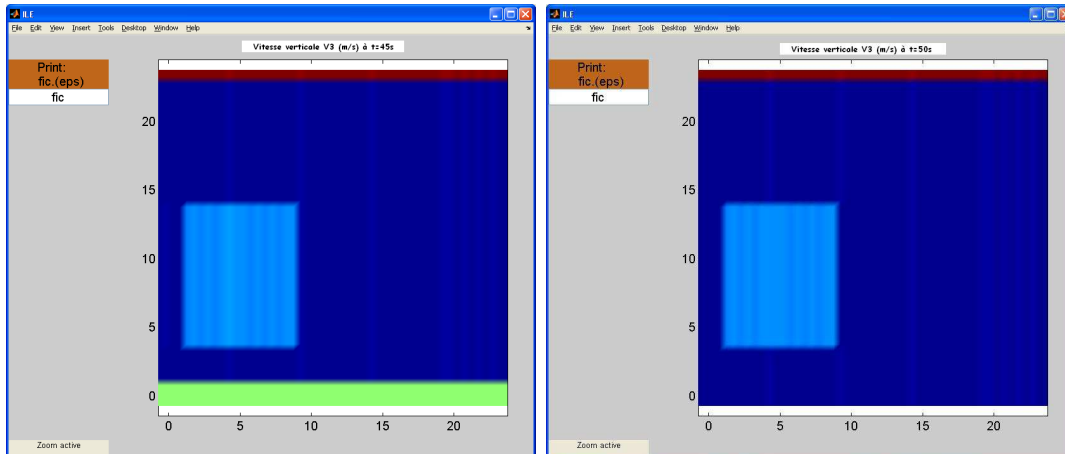 ILE
File Edit View Insert Tools Desktop Window Help
Vitesse verticale V3 (m/s) à t=45s
Print:
fic.(eps)
fic
20
15
10
5
0
0 5 10 15 20
Zoom active
ILE
File Edit View Insert Tools Desktop Window Help
Vitesse verticale V3 (m/s) à t=50s
Print:
fic.(eps)
fic
20
15
10
5
0
0 5 10 15 20
Zoom active